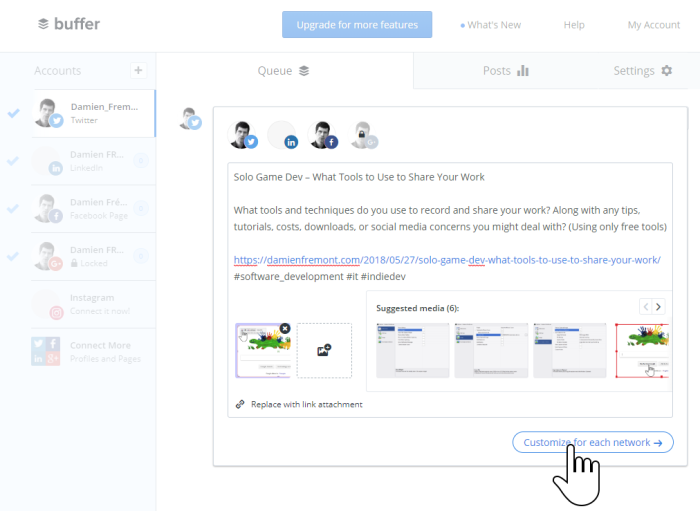 buffer
Upgrade for more features
What's New
Help
My Account
Accounts
+
Queue
Posts
Settings
Damien_Frem...
Twitter
Damien FR...
LinkedIn
Damien Fré...
Facebook Page
Damien FR...
Locked
Instagram
Connect it now!
Connect More
Profiles and Pages
Solo Game Dev – What Tools to Use to Share Your Work
What tools and techniques do you use to record and share your work? Along with any tips,
tutorials, costs, downloads, or social media concerns you might deal with? (Using only free tools)
https://damienfremont.com/2018/05/27/solo-game-dev-what-tools-to-use-to-share-your-work/
#software_development #it #indiedev
Suggested media (6):
Replace with link attachment
Customize for each network →